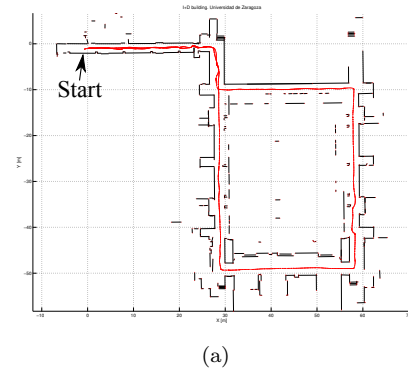 I+D building. Universidad de Zaragoza
0
Start
-10
-20
Y [m]
-30
-40
-50
-10 0 10 20 30 40 50 60 7
X [m]
(a)